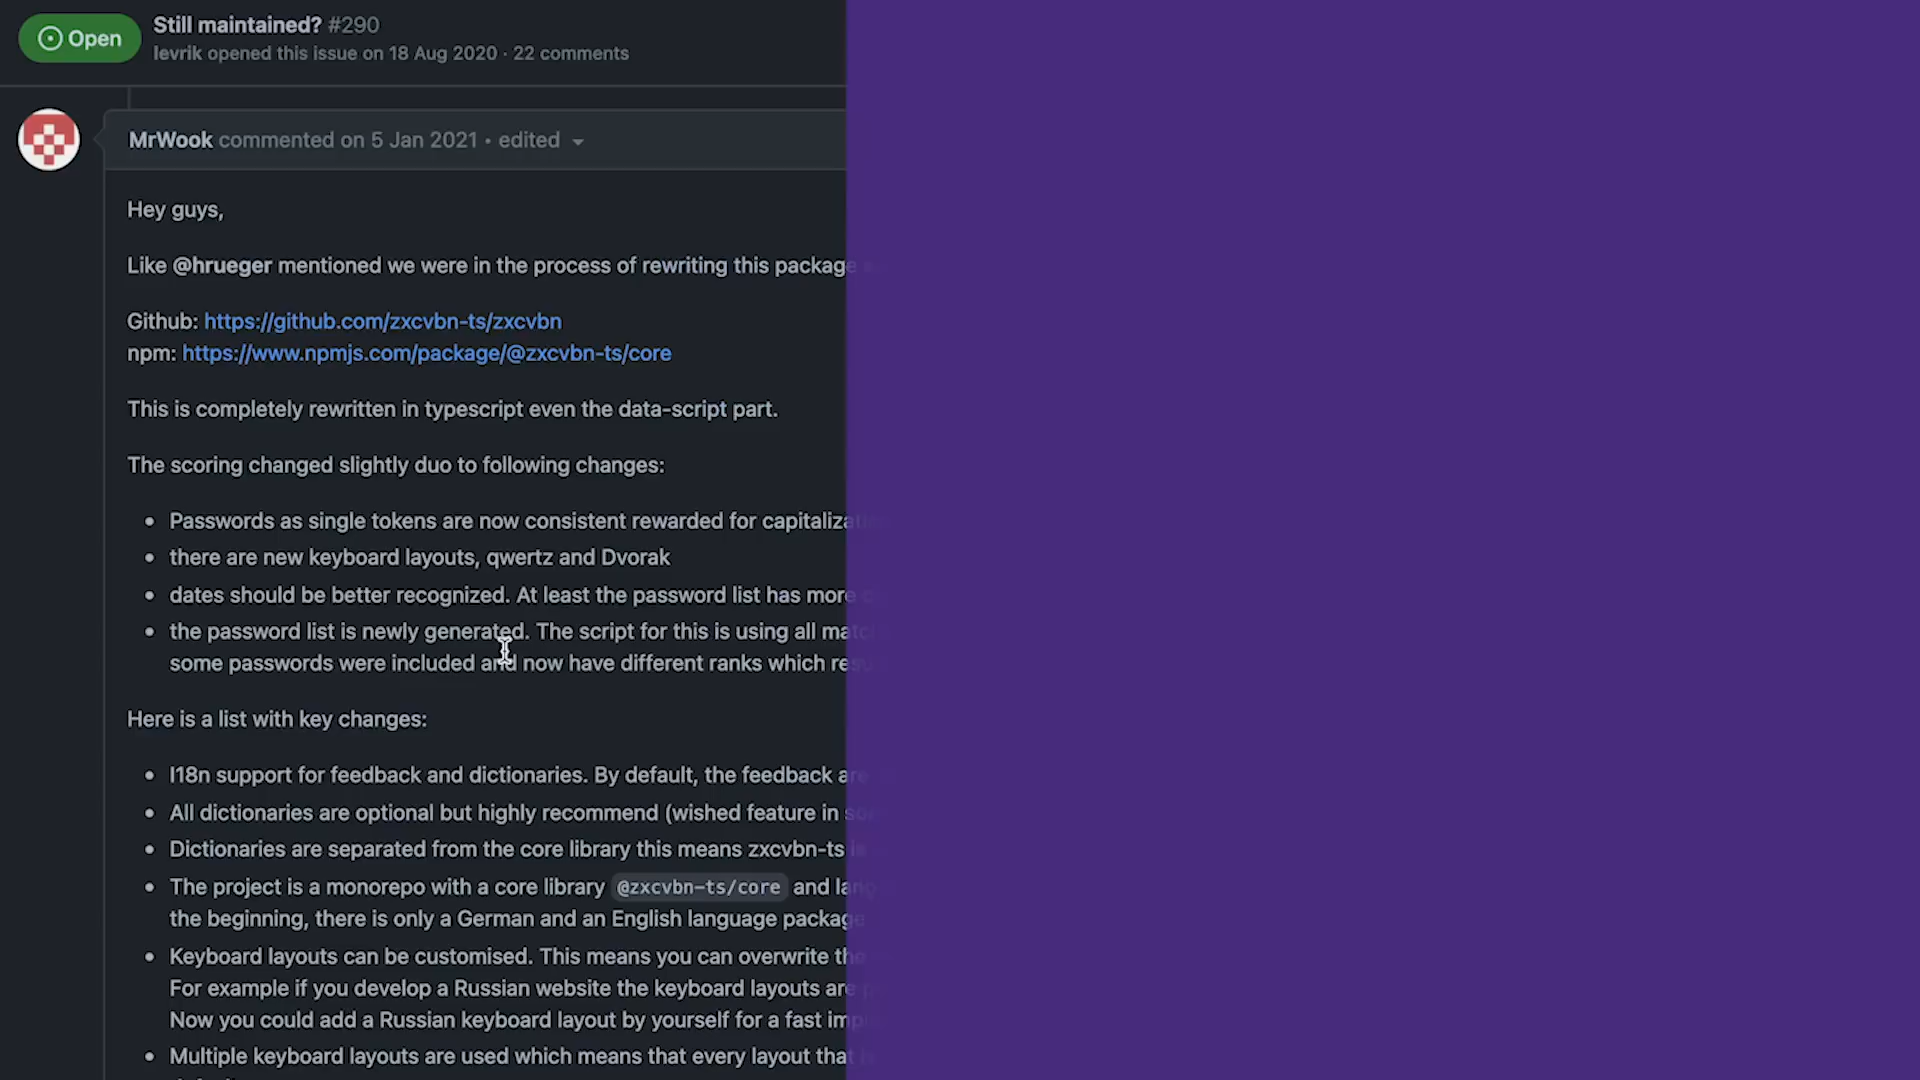 Open
Still maintained? #290
levrik opened this issue on 18 Aug 2020 · 22 comments
MrWook commented on 5 Jan 2021 • edited
Hey guys,
Like @hrueger mentioned we were in the process of rewriting this package
Github: https://github.com/zxcvbn-ts/zxcvbn
npm: https://www.npmjs.com/package/@zxcvbn-ts/core
This is completely rewritten in typescript even the data-script part.
The scoring changed slightly duo to following changes:
• Passwords as single tokens are now consistent rewarded for
• there are new keyboard layouts, qwertz and Dvorak
• dates should be better recognized. At least the password list has more
• the password list is newly generated. The script for this is using all
some passwords were included and now have different ranks which
Here is a list with key changes:
• I18n support for feedback and dictionaries. By default, the feedback are
• All dictionaries are optional but highly recommend (wished feature in
• Dictionaries are separated from the core library this means zxcvbn-ts
• The project is a monorepo with a core library @zxcvbn-ts/core and
the beginning, there is only a German and an English language package
• Keyboard layouts can be customised. This means you can overwrite the
For example if you develop a Russian website the keyboard layouts are
Now you could add a Russian keyboard layout by yourself for a fast
• Multiple keyboard layouts are used which means that every layout that